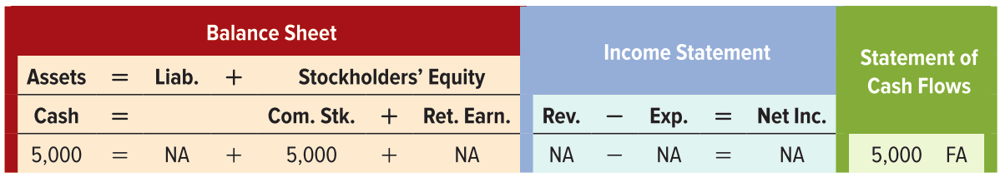 Balance Sheet
Income Statement
Statement of
Cash Flows
Assets = Liab. + Stockholders’ Equity
Cash = Com. Stk. + Ret. Earn. Rev. − Exp. = Net Inc.
5,000 = NA + 5,000 + NA NA − NA = NA 5,000 FA